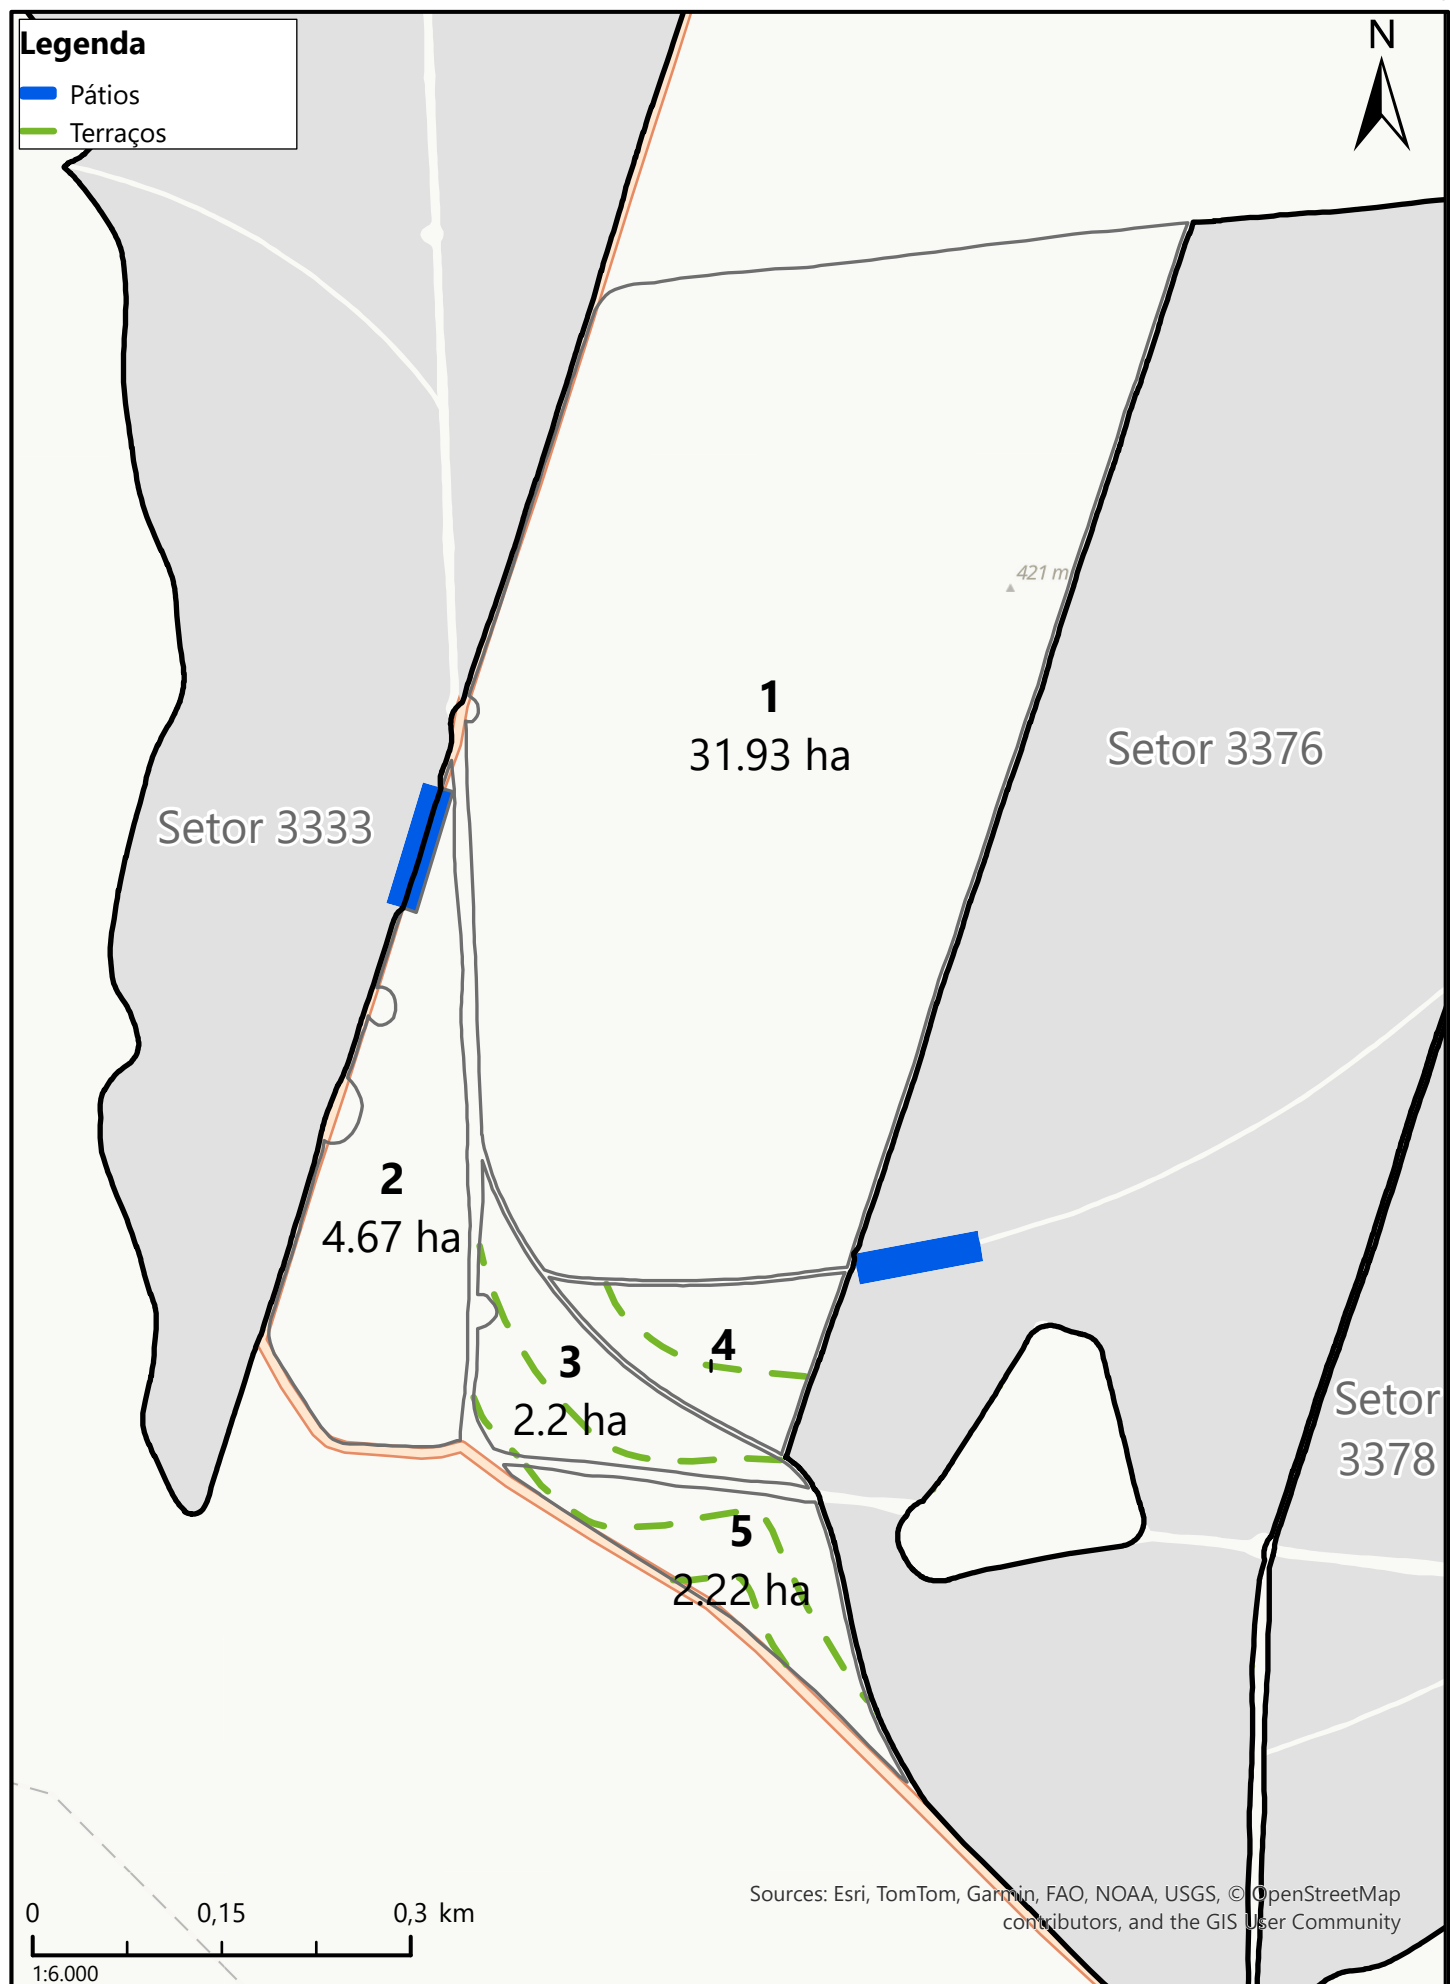 Legenda
Pátios
Terraços
N
421 m
1
31.93 ha
Setor 3376
Setor 3333
2
4.67 ha
4
3
2.2 ha
Setor
3378
5
2.22 ha
Sources: Esri, TomTom, Garmin, FAO, NOAA, USGS, © OpenStreetMap
contributors, and the GIS User Community
0 0,15 0,3 km
1:6.000